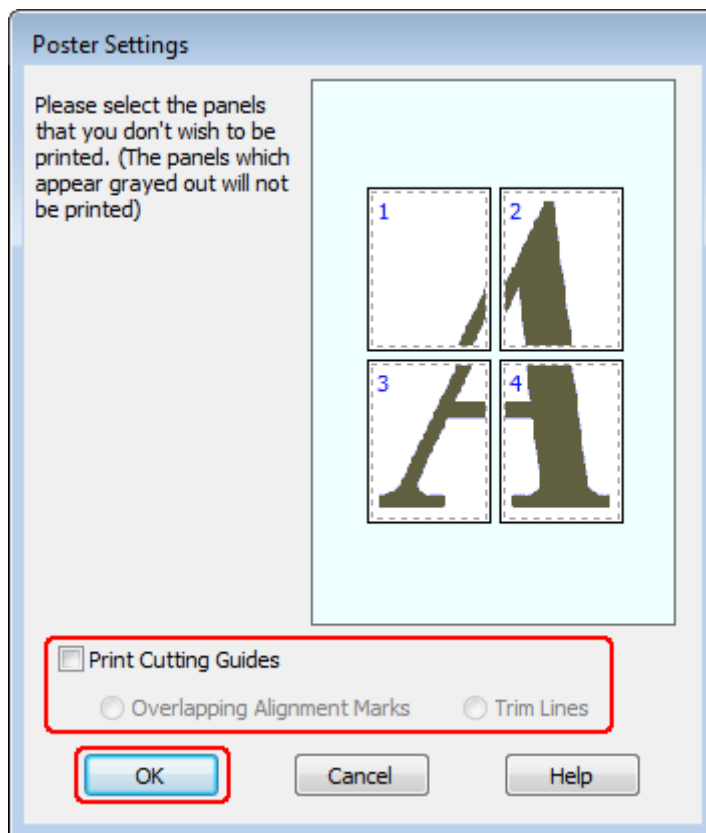 Poster Settings
Please select the panels
that you don't wish to be
printed. (The panels which
appear grayed out will not
be printed)
1
2
3
4
Print Cutting Guides
Overlapping Alignment Marks
Trim Lines
OK
Cancel
Help